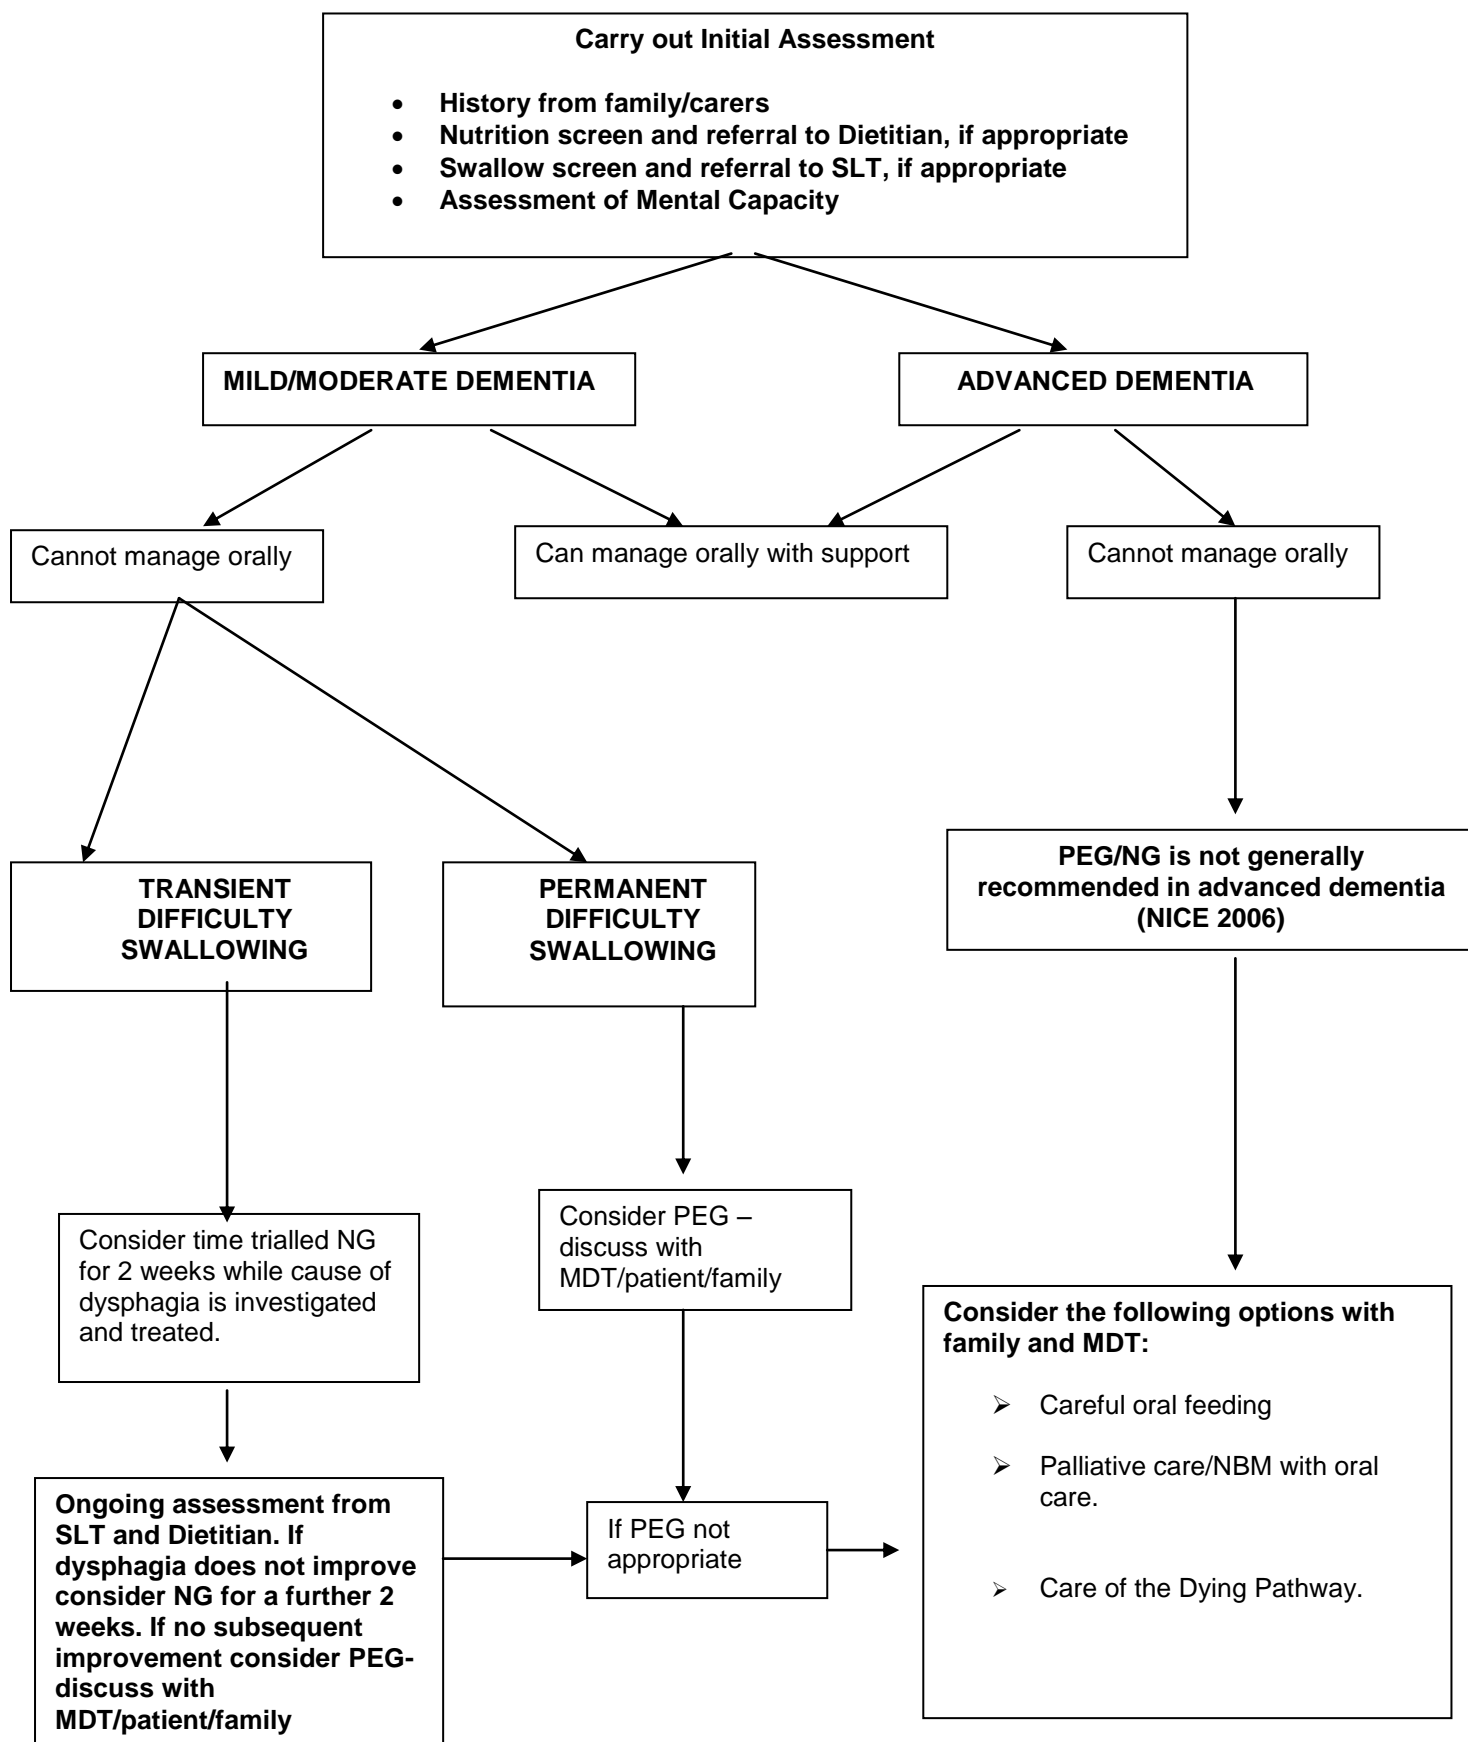 Carry out Initial Assessment
• History from family/carers
• Nutrition screen and referral to Dietitian, if appropriate
• Swallow screen and referral to SLT, if appropriate
• Assessment of Mental Capacity
MILD/MODERATE DEMENTIA
ADVANCED DEMENTIA
Cannot manage orally
Can manage orally with support
Cannot manage orally
TRANSIENT
DIFFICULTY
SWALLOWING
PERMANENT
DIFFICULTY
SWALLOWING
PEG/NG is not generally
recommended in advanced dementia
(NICE 2006)
Consider time trialled NG
for 2 weeks while cause of
dysphagia is investigated
and treated.
Consider PEG –
discuss with
MDT/patient/family
Consider the following options with
family and MDT:
➢ Careful oral feeding
➢ Palliative care/NBM with oral
care.
➢ Care of the Dying Pathway.
Ongoing assessment from
SLT and Dietitian. If
dysphagia does not improve
consider NG for a further 2
weeks. If no subsequent
improvement consider PEG-
discuss with
MDT/patient/family
If PEG not
appropriate